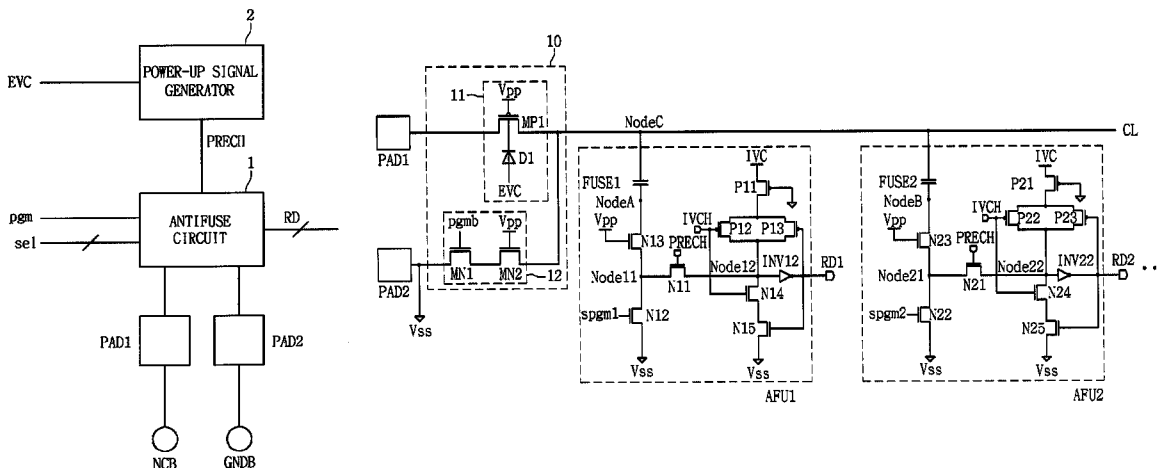 2
EVC
POWER-UP SIGNAL
GENERATOR
PRECH
1
pgm
sel
ANTIFUSE
CIRCUIT
RD
PAD1
PAD2
NCB
GNDB
10
11
Vpp
MP1
D1
EVC
PAD1
pgmb
Vpp
MN1
MN2
12
PAD2
Vss
NodeC
CL
FUSE1
NodeA
Vpp
N13
Node11
spgm1
N12
Vss
PRECH
N11
IVC
P11
IVCH
P12
P13
Node12
INV12
RD1
N14
N15
Vss
AFU1
FUSE2
NodeB
Vpp
N23
Node21
spgm2
N22
Vss
PRECH
N21
IVC
P21
IVCH
P22
P23
Node22
INV22
RD2
N24
N25
Vss
AFU2